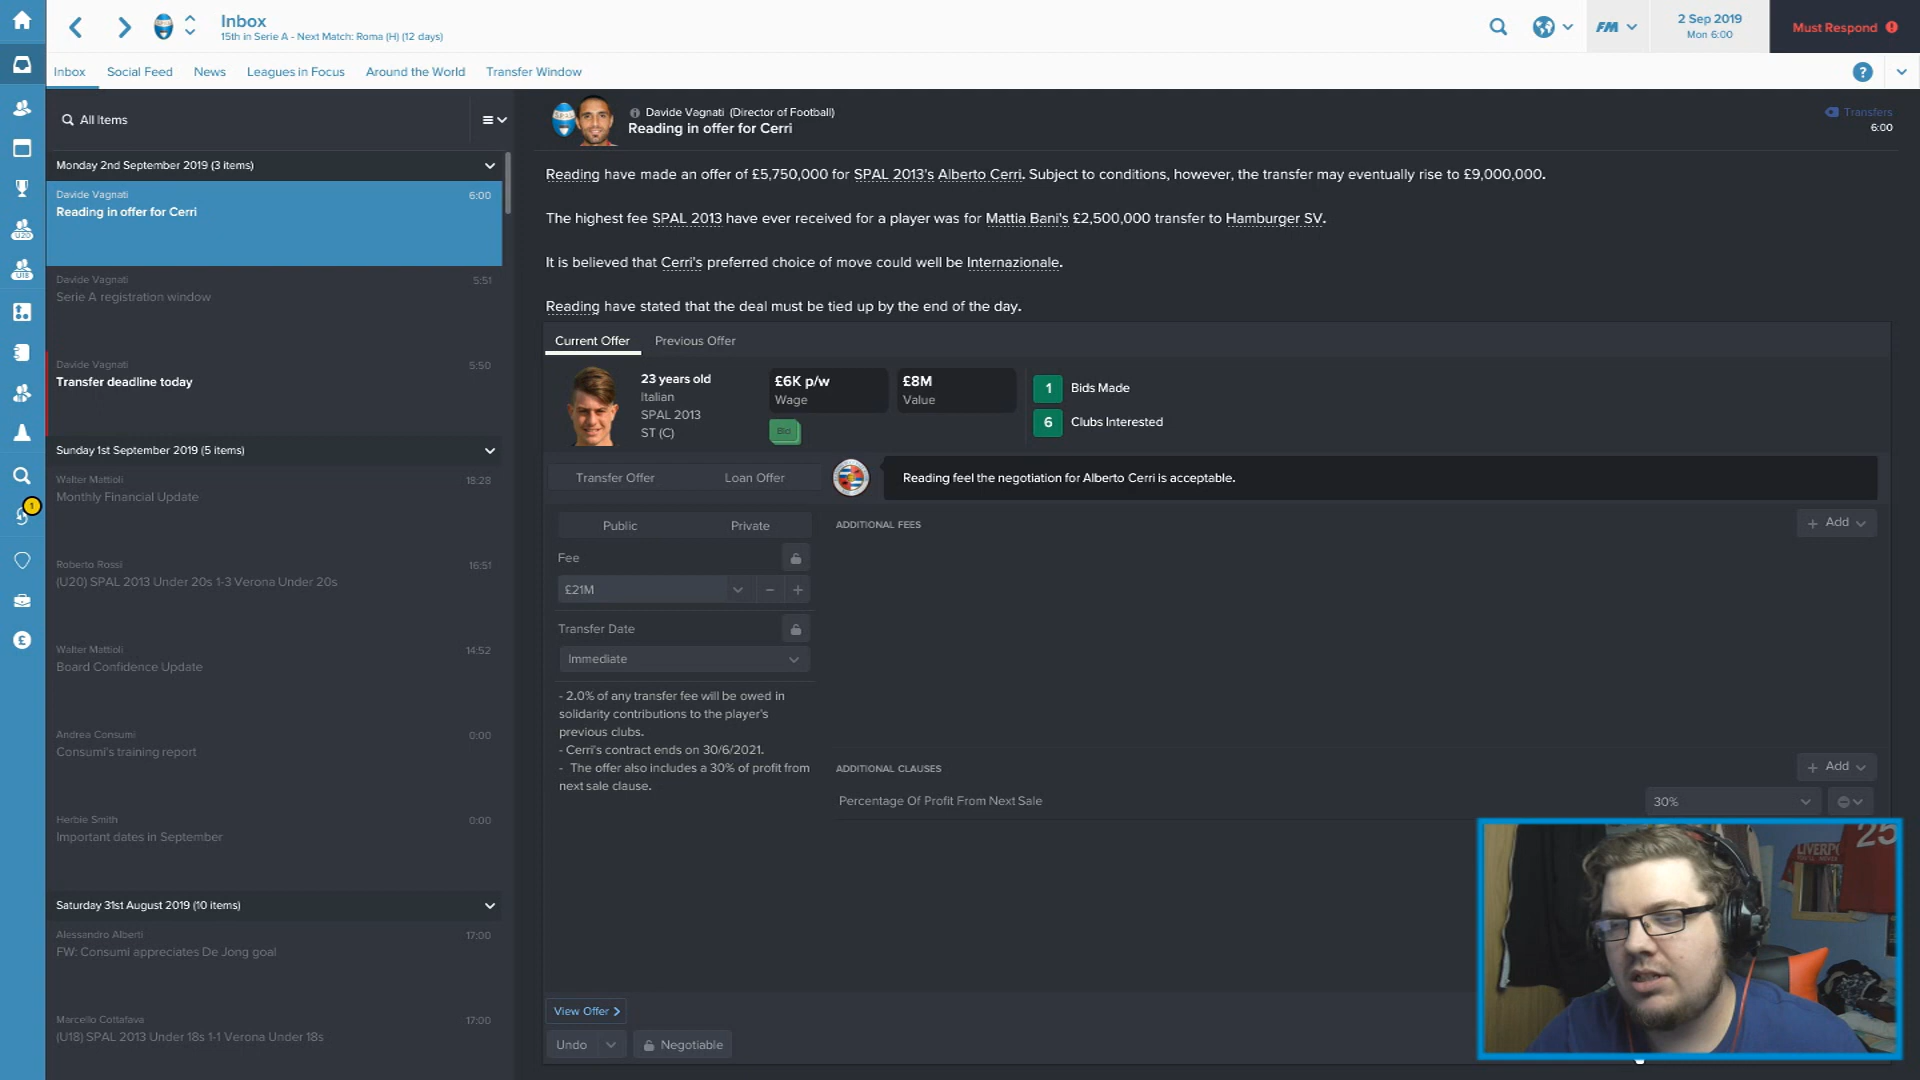 Inbox
15th in Serie A - Next Match: Roma (H) (12 days)
FM
2 Sep 2019
Mon 6:00
Must Respond
Inbox
Social Feed
News
Leagues in Focus
Around the World
Transfer Window
All Items
Monday 2nd September 2019 (3 items)
Davide Vagnati
6:00
Reading in offer for Cerri
Davide Vagnati
5:51
Serie A registration window
Davide Vagnati
5:50
Transfer deadline today
Sunday 1st September 2019 (5 items)
Walter Mattioli
18:28
Monthly Financial Update
Roberto Rossi
16:51
(U20) SPAL 2013 Under 20s 1-3 Verona Under 20s
Walter Mattioli
14:52
Board Confidence Update
Andrea Consumi
0:00
Consumi's training report
Herbie Smith
0:00
Important dates in September
Saturday 31st August 2019 (10 items)
Alessandro Alberti
17:00
FW: Consumi appreciates De Jong goal
Marcello Cottafava
17:00
(U18) SPAL 2013 Under 18s 1-1 Verona Under 18s
U20
U18
1
Davide Vagnati (Director of Football)
Reading in offer for Cerri
Transfers
6:00
Reading have made an offer of £5,750,000 for SPAL 2013's Alberto Cerri. Subject to conditions, however, the transfer may eventually rise to £9,000,000.
The highest fee SPAL 2013 have ever received for a player was for Mattia Bani's £2,500,000 transfer to Hamburger SV.
It is believed that Cerri's preferred choice of move could well be Internazionale.
Reading have stated that the deal must be tied up by the end of the day.
Current Offer
Previous Offer
23 years old
Italian
SPAL 2013
ST (C)
£6K p/w
Wage
£8M
Value
Bid
1 Bids Made
6 Clubs Interested
Transfer Offer
Loan Offer
Reading feel the negotiation for Alberto Cerri is acceptable.
Public
Private
Fee
£21M
Transfer Date
Immediate
- 2.0% of any transfer fee will be owed in
solidarity contributions to the player's
previous clubs.
- Cerri's contract ends on 30/6/2021.
- The offer also includes a 30% of profit from
next sale clause.
ADDITIONAL FEES
Add
ADDITIONAL CLAUSES
Add
Percentage Of Profit From Next Sale
30%
View Offer >
Undo
Negotiable
LIVERP
25